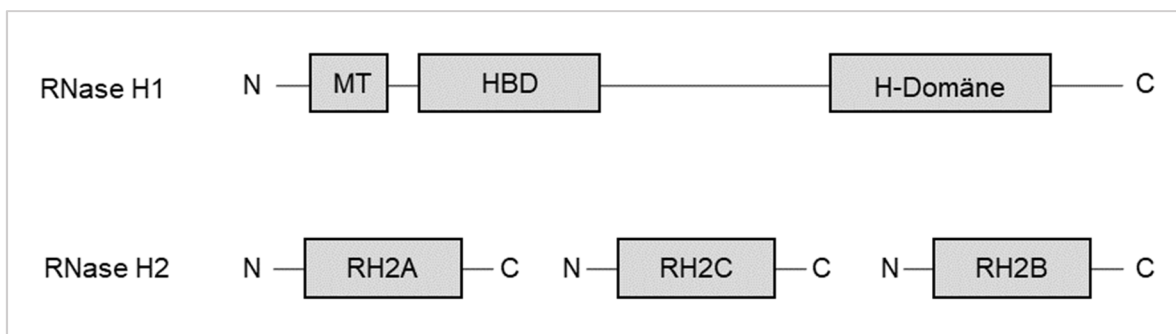 RNase H1 N MT HBD H-Domäne C
RNase H2 N RH2A C N RH2C C N RH2B C